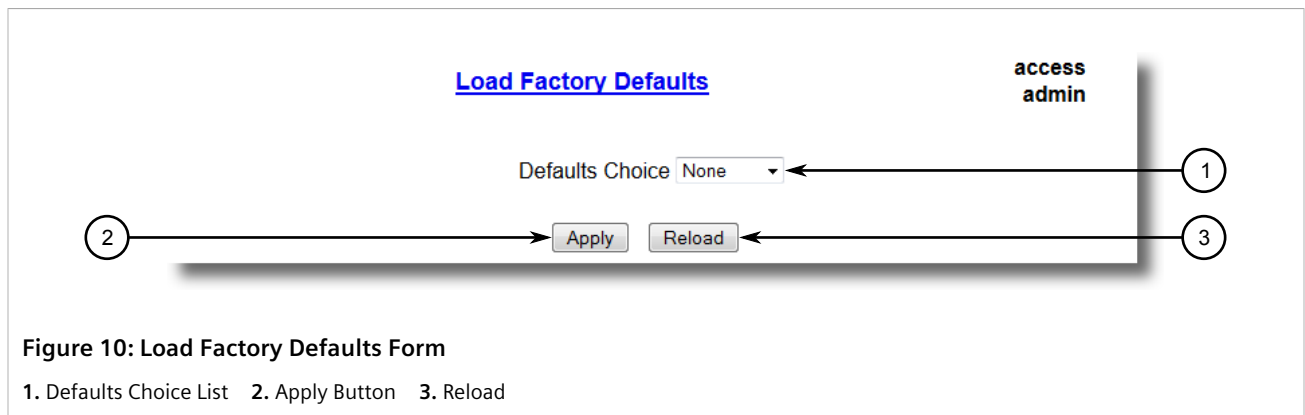 Load Factory Defaults
access
admin
Defaults Choice None
1
2
Apply Reload
3
Figure 10: Load Factory Defaults Form
1. Defaults Choice List 2. Apply Button 3. Reload